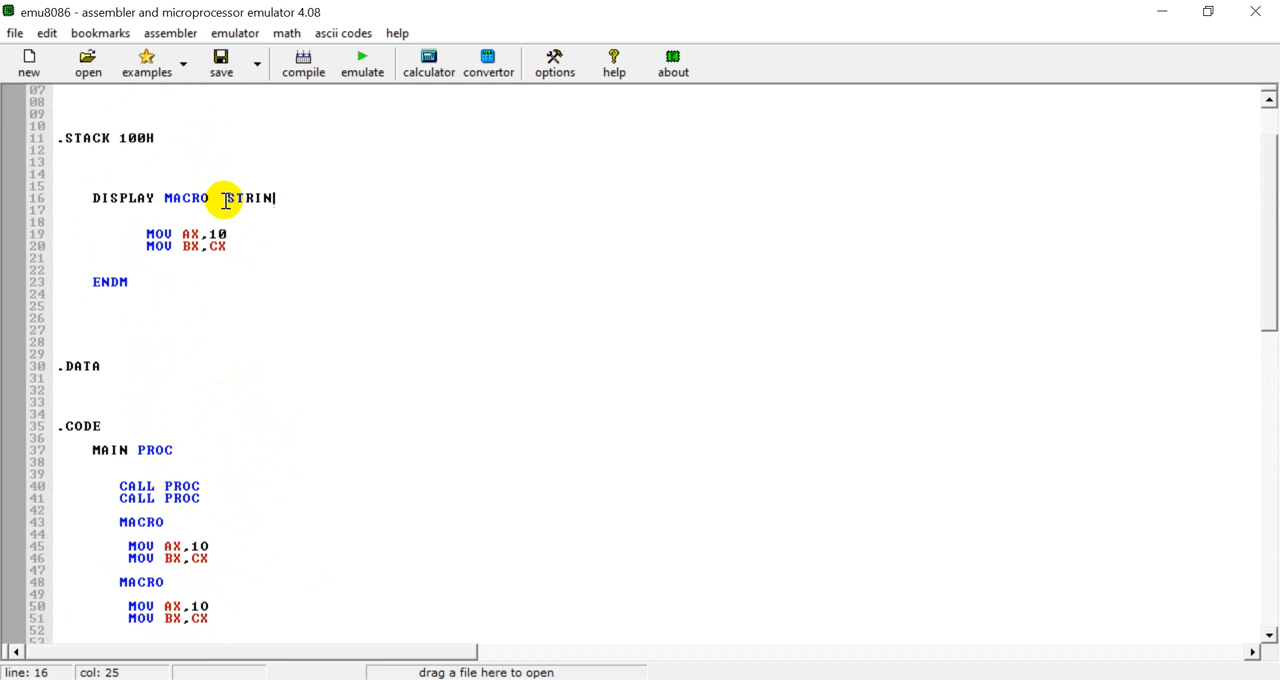 emu8086 - assembler and microprocessor emulator 4.08
file edit bookmarks assembler emulator math ascii codes help
new open examples save compile emulate calculator convertor options help about
07
08
09
10
11 .STACK 100H
12
13
14
15
16 DISPLAY MACRO STRIN
17
18
19 MOV AX,10
20 MOV BX,CX
21
22
23 ENDM
24
25
26
27
28
29
30 .DATA
31
32
33
34
35 .CODE
36
37 MAIN PROC
38
39
40 CALL PROC
41 CALL PROC
42
43 MACRO
44
45 MOV AX,10
46 MOV BX,CX
47
48 MACRO
49
50 MOV AX,10
51 MOV BX,CX
52
53
line: 16 col: 25 drag a file here to open